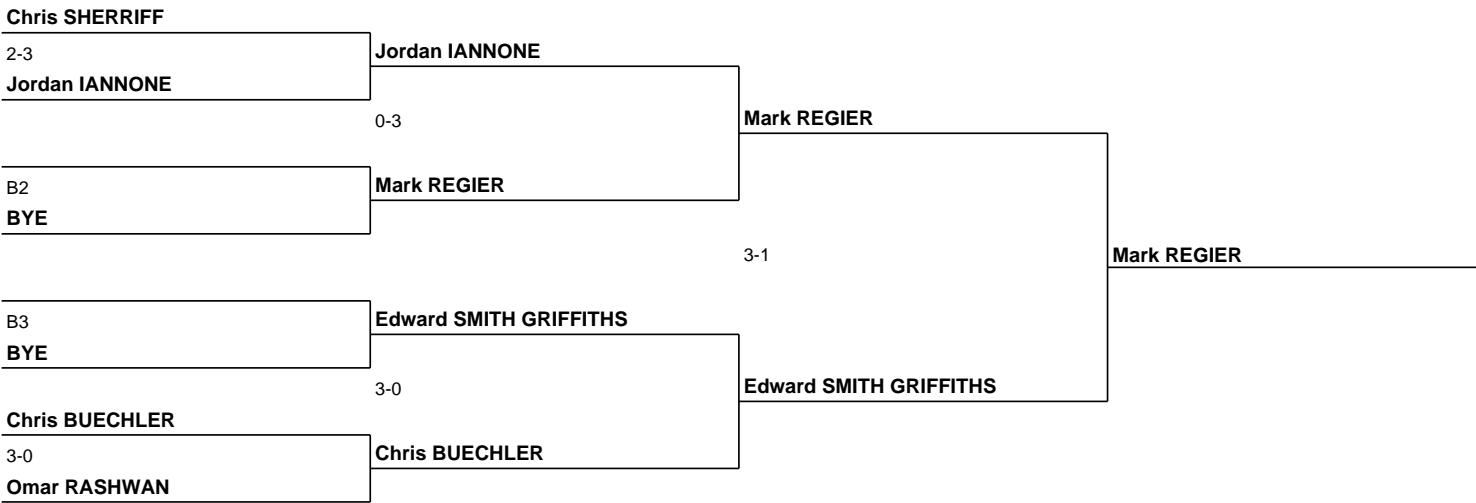 Chris SHERRIFF
2-3
Jordan IANNONE
Jordan IANNONE
0-3
Mark REGIER
B2
BYE
Mark REGIER
3-1
Mark REGIER
B3
BYE
Edward SMITH GRIFFITHS
3-0
Edward SMITH GRIFFITHS
Chris BUECHLER
3-0
Omar RASHWAN
Chris BUECHLER